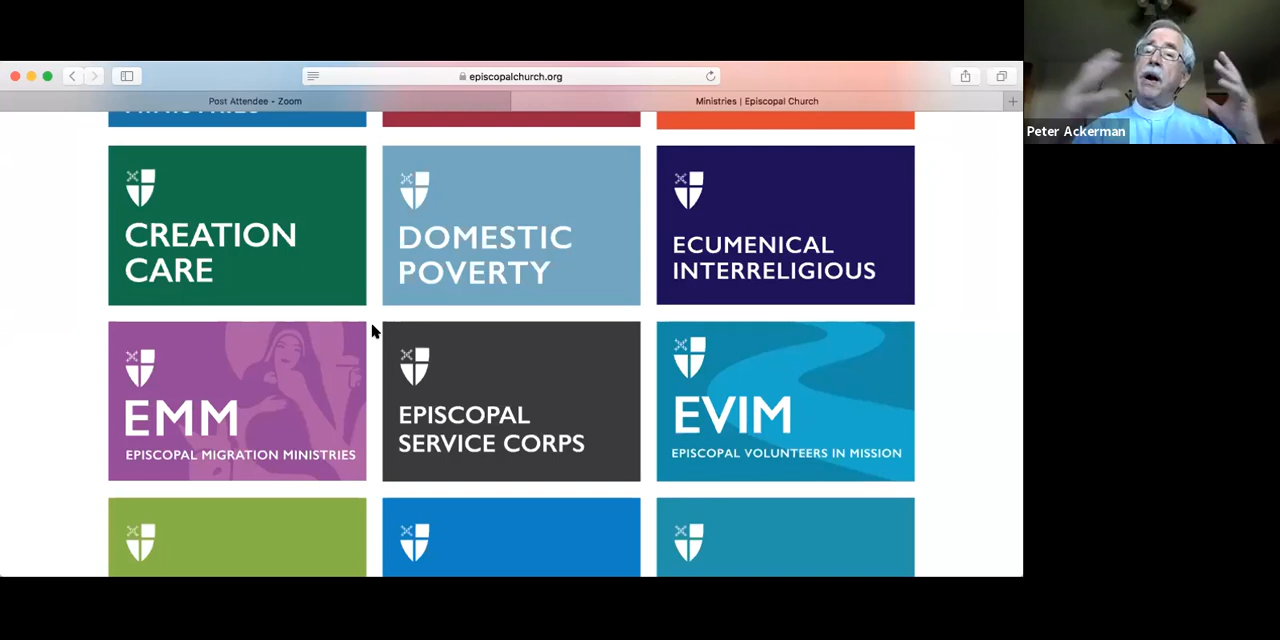 episcopalchurch.org
Post Attendee - Zoom
Ministries | Episcopal Church
MINISTRIES
Peter Ackerman
CREATION
CARE
DOMESTIC
POVERTY
ECUMENICAL
INTERRELIGIOUS
EMM
EPISCOPAL MIGRATION MINISTRIES
EPISCOPAL
SERVICE CORPS
EVIM
EPISCOPAL VOLUNTEERS IN MISSION